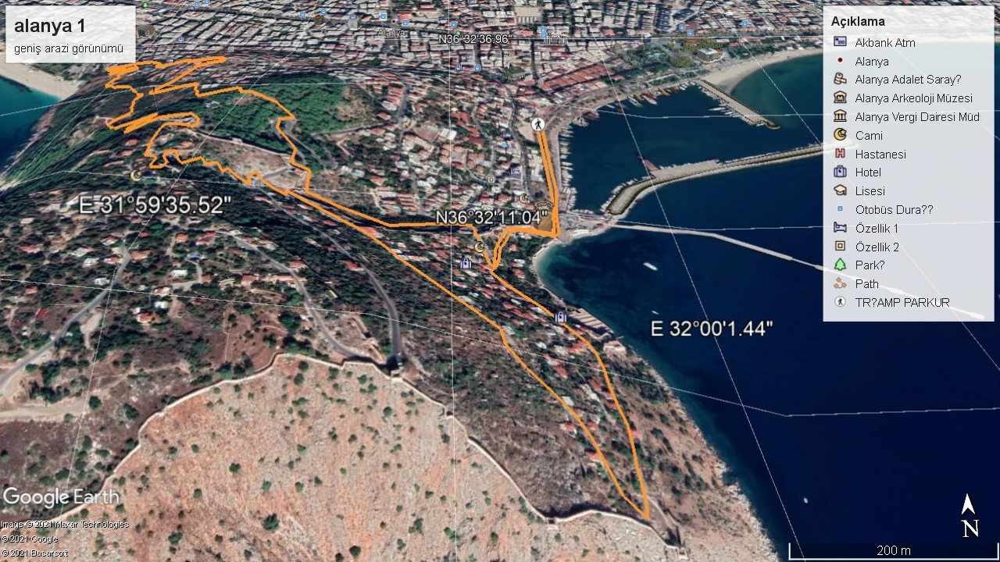 alanya 1
geniş arazi görünümü
Alanya
N36°32'36.96"
E 31°59'35.52"
N36°32'11.04"
E 32°00'1.44"
Açıklama
Akbank Atm
Alanya
Alanya Adalet Saray?
Alanya Arkeoloji Müzesi
Alanya Vergi Dairesi Müd
Cami
Hastanesi
Hotel
Lisesi
Otobüs Dura??
Özellik 1
Özellik 2
Park?
Path
TR?AMP PARKUR
Google Earth
Image © 2021 Maxar Technologies
© 2021 Google
© 2021 Basarsoft
N
200 m